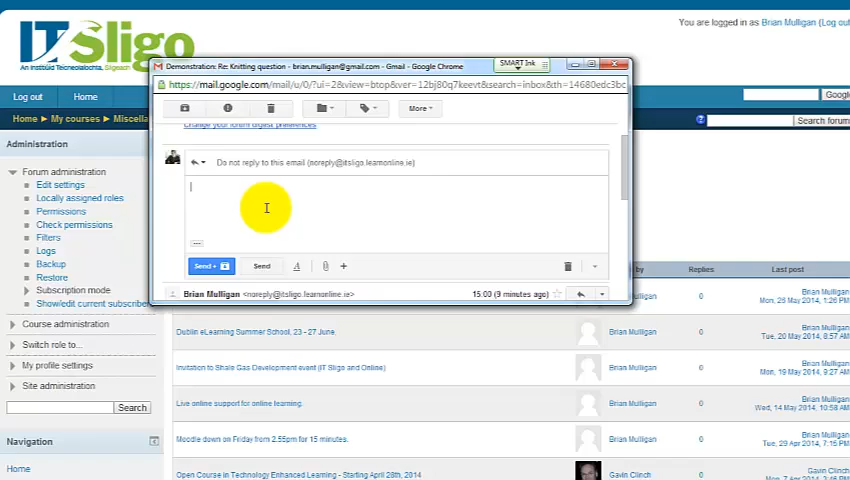 You are logged in as Brian Mulligan (Log out
ITSligo
An Institiúid Teicneolaíochta, Sligeach
Demonstration: Re: Knitting question - brian.mulligan@gmail.com - Gmail - Google Chrome
SMART Ink
https://mail.google.com/mail/u/0/?ui=2&view=btop&ver=12bj80q7keevt&search=inbox&th=14680edc3bc
Log out
Home
Googl
More
Home ► My courses ► Miscella
Search forum
Change your forum digest preferences
Administration
Do not reply to this email (noreply@itsligo.learnonline.ie)
Forum administration
Edit settings
Locally assigned roles
Permissions
Check permissions
Filters
Logs
Backup
Send +
Send
by
Replies
Last post
Restore
Subscription mode
Brian Mulligan <noreply@itsligo.learnonline.ie>
15:00 (9 minutes ago)
Brian Mulligan
0
Brian Mulligan
Mon, 26 May 2014, 1:26 PM
Show/edit current subscriber
Course administration
Dublin eLearning Summer School, 23 - 27 June.
Brian Mulligan
0
Brian Mulligan
Tue, 20 May 2014, 8:57 AM
Switch role to...
My profile settings
Invitation to Shale Gas Development event (IT Sligo and Online)
Brian Mulligan
0
Brian Mulligan
Mon, 19 May 2014, 9:27 AM
Site administration
Search
Live online support for online learning.
Brian Mulligan
0
Brian Mulligan
Wed, 14 May 2014, 10:58 AM
Navigation
Moodle down on Friday from 2.55pm for 15 minutes.
Brian Mulligan
0
Brian Mulligan
Tue, 29 Apr 2014, 7:15 PM
Home
Open Course in Technology Enhanced Learning - Starting April 28th, 2014
Gavin Clinch
0
Gavin Clinch